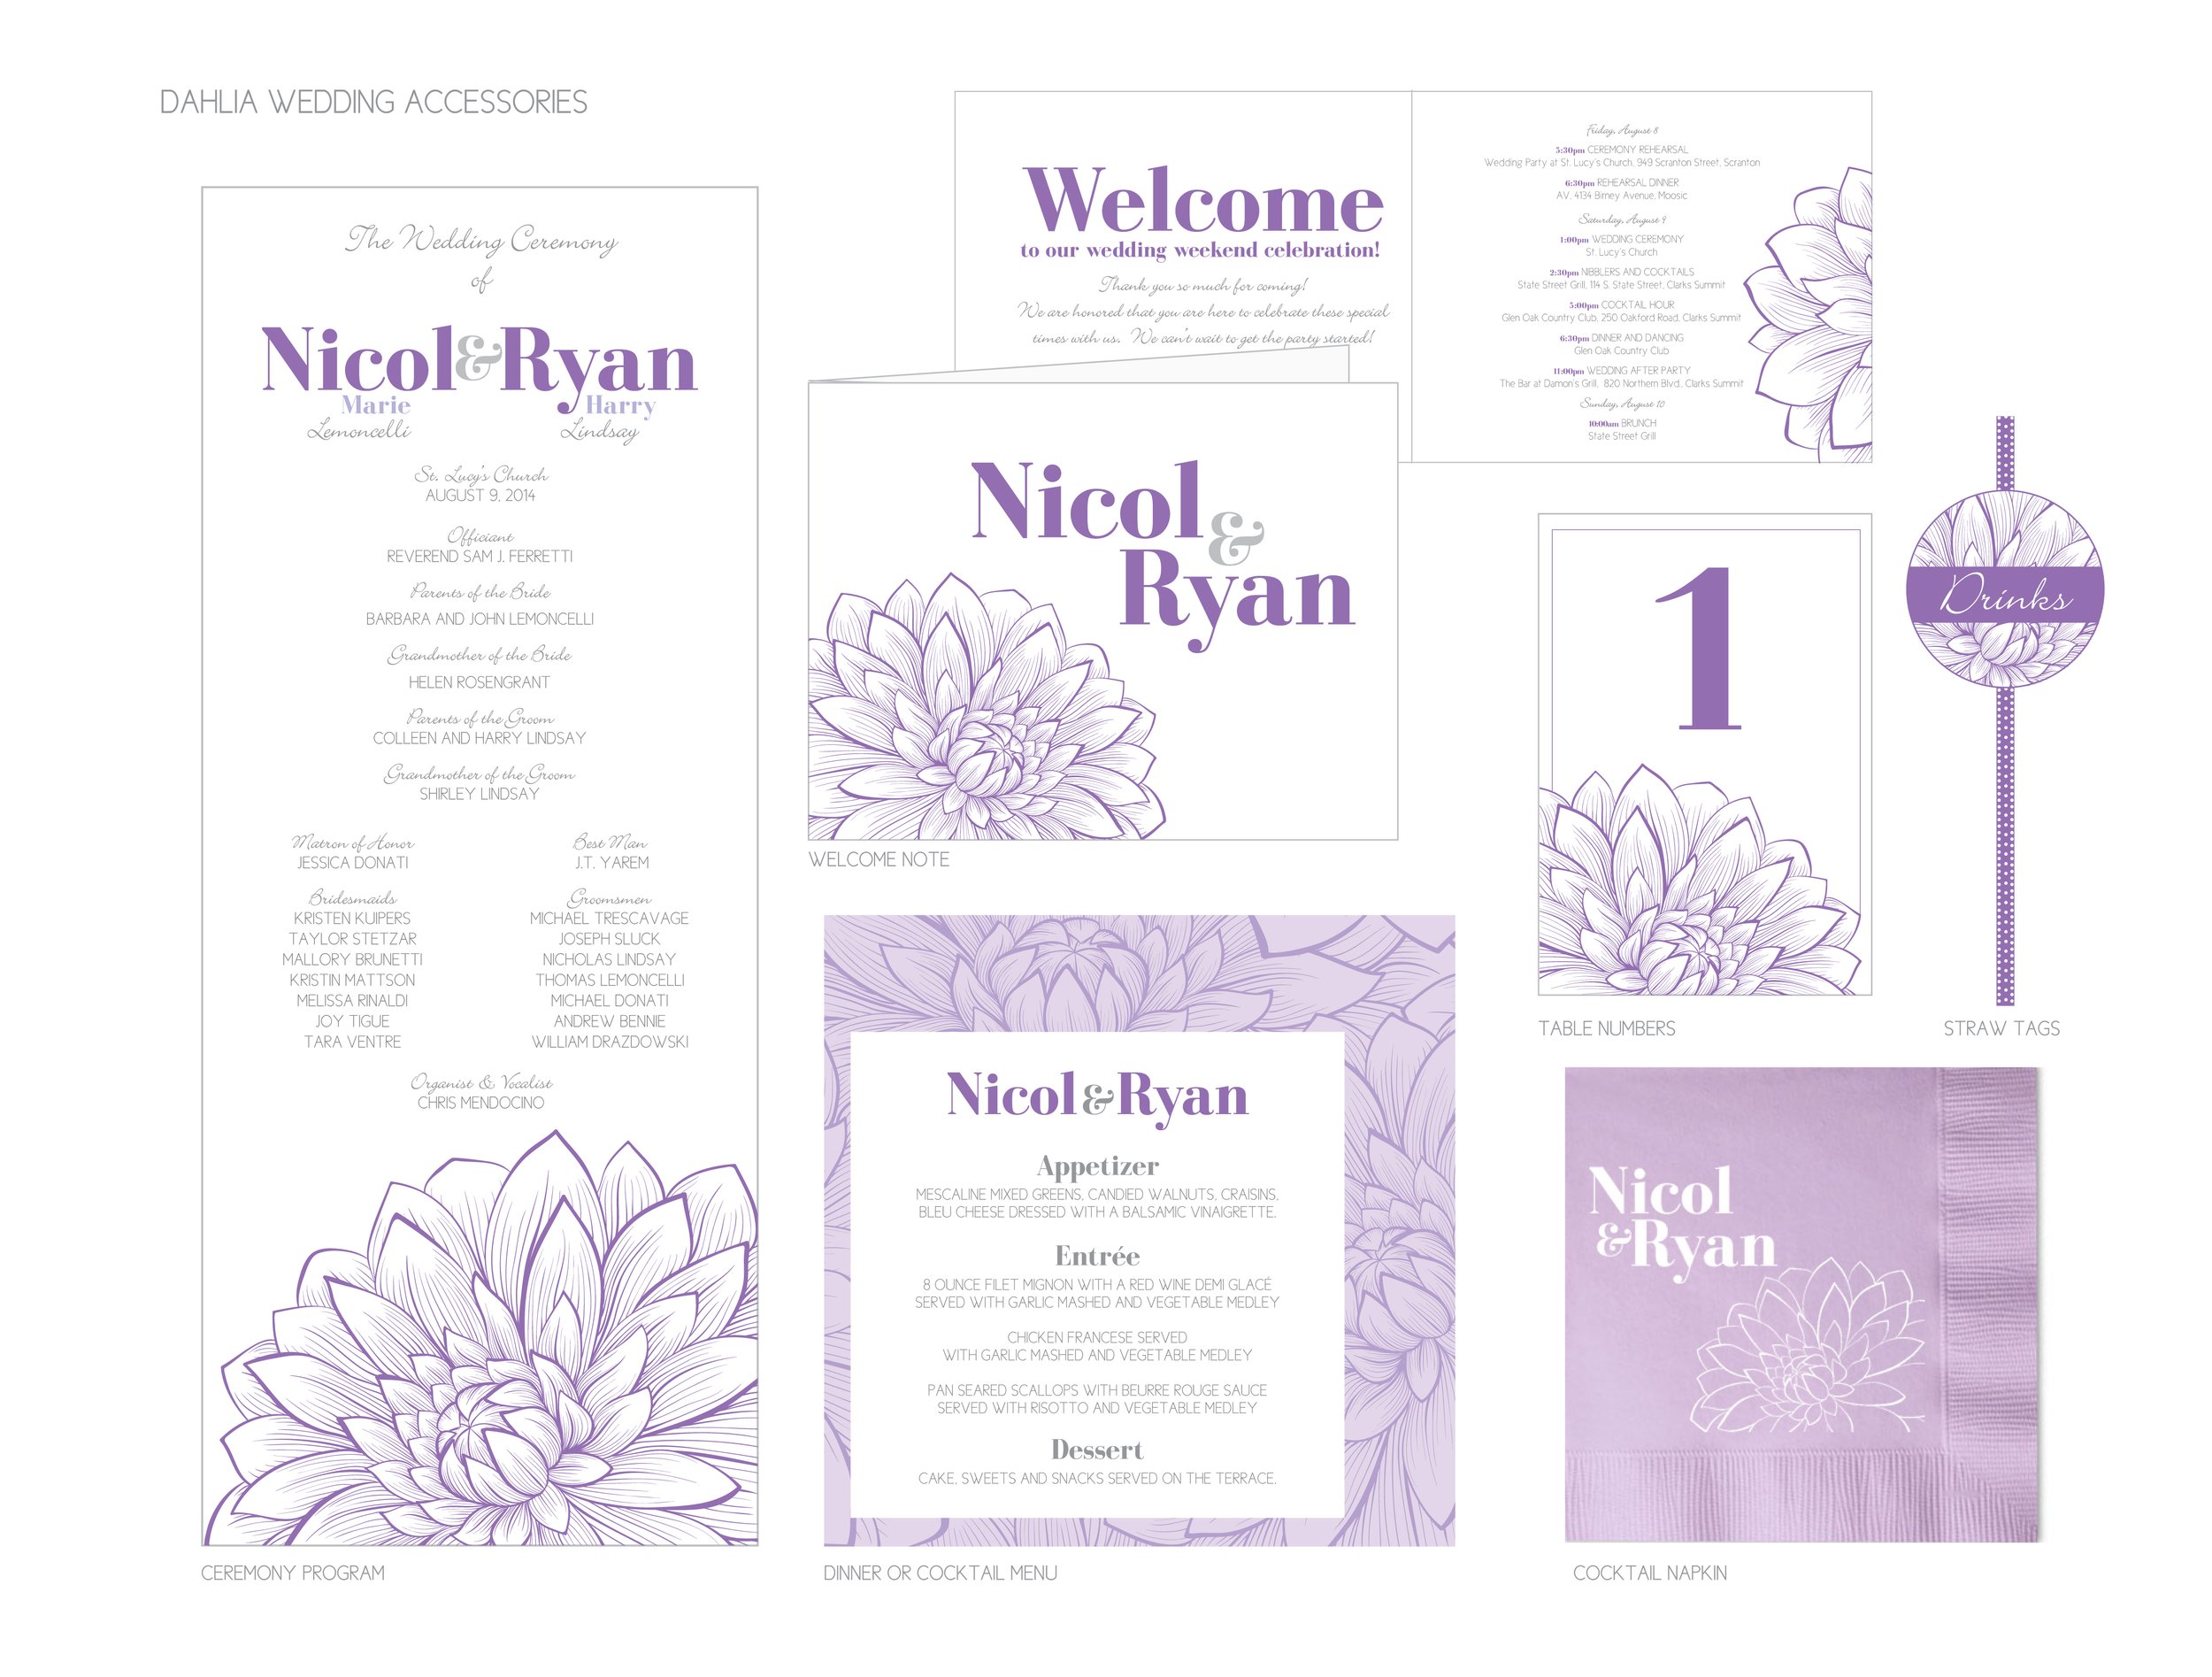 DAHLIA WEDDING ACCESSORIES
The Wedding Ceremony
of
Nicol&Ryan
Marie Harry
Lemoncelli Lindsay
St. Lucy's Church
AUGUST 9, 2014
Officiant
REVEREND SAM J. FERRETTI
Parents of the Bride
BARBARA AND JOHN LEMONCELLI
Grandmother of the Bride
HELEN ROSENGRANT
Parents of the Groom
COLLEEN AND HARRY LINDSAY
Grandmother of the Groom
SHIRLEY LINDSAY
Matron of Honor
JESSICA DONATI
Bridesmaids
KRISTEN KUIPERS
TAYLOR STETZAR
MALLORY BRUNETTI
KRISTIN MATTSON
MELISSA RINALDI
JOY TIGUE
TARA VENTRE
Best Man
J.T. YAREM
Groomsmen
MICHAEL TRESCAVAGE
JOSEPH SLUCK
NICHOLAS LINDSAY
THOMAS LEMONCELLI
MICHAEL DONATI
ANDREW BENNIE
WILLIAM DRAZDOWSKI
Organist & Vocalist
CHRIS MENDOCINO
CEREMONY PROGRAM
Welcome
to our wedding weekend celebration!
Thank you so much for coming!
We are honored that you are here to celebrate these special
times with us. We can't wait to get the party started!
Friday, August 8
5:30pm CEREMONY REHEARSAL
Wedding Party at St. Lucy's Church, 949 Scranton Street, Scranton
6:30pm REHEARSAL DINNER
AV, 4134 Birney Avenue, Moosic
Saturday, August 9
1:00pm WEDDING CEREMONY
St. Lucy's Church
2:30pm NIBBLERS AND COCKTAILS
State Street Grill, 114 S. State Street, Clarks Summit
5:00pm COCKTAIL HOUR
Glen Oak Country Club, 250 Oakford Road, Clarks Summit
6:30pm DINNER AND DANCING
Glen Oak Country Club
11:00pm WEDDING AFTER PARTY
The Bar at Damon's Grill, 820 Northern Blvd., Clarks Summit
Sunday, August 10
10:00am BRUNCH
State Street Grill
Nicol
&
Ryan
WELCOME NOTE
Nicol&Ryan
Appetizer
MESCALINE MIXED GREENS, CANDIED WALNUTS, CRAISINS,
BLEU CHEESE DRESSED WITH A BALSAMIC VINAIGRETTE.
Entrée
8 OUNCE FILET MIGNON WITH A RED WINE DEMI GLACÉ
SERVED WITH GARLIC MASHED AND VEGETABLE MEDLEY
CHICKEN FRANCESE SERVED
WITH GARLIC MASHED AND VEGETABLE MEDLEY
PAN SEARED SCALLOPS WITH BEURRE ROUGE SAUCE
SERVED WITH RISOTTO AND VEGETABLE MEDLEY
Dessert
CAKE, SWEETS AND SNACKS SERVED ON THE TERRACE.
DINNER OR COCKTAIL MENU
1
TABLE NUMBERS
Drinks
STRAW TAGS
Nicol
&Ryan
COCKTAIL NAPKIN